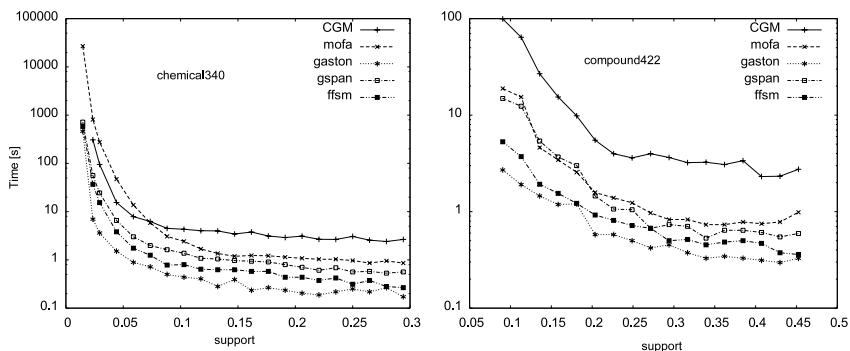 100000
10000
1000
100
10
1
0.1
Time [s]
chemical340
CGM
mofa
gaston
gspan
ffsm
0 0.05 0.1 0.15 0.2 0.25 0.3
support
100
10
1
0.1
compound422
CGM
mofa
gaston
gspan
ffsm
0.05 0.1 0.15 0.2 0.25 0.3 0.35 0.4 0.45 0.5
support